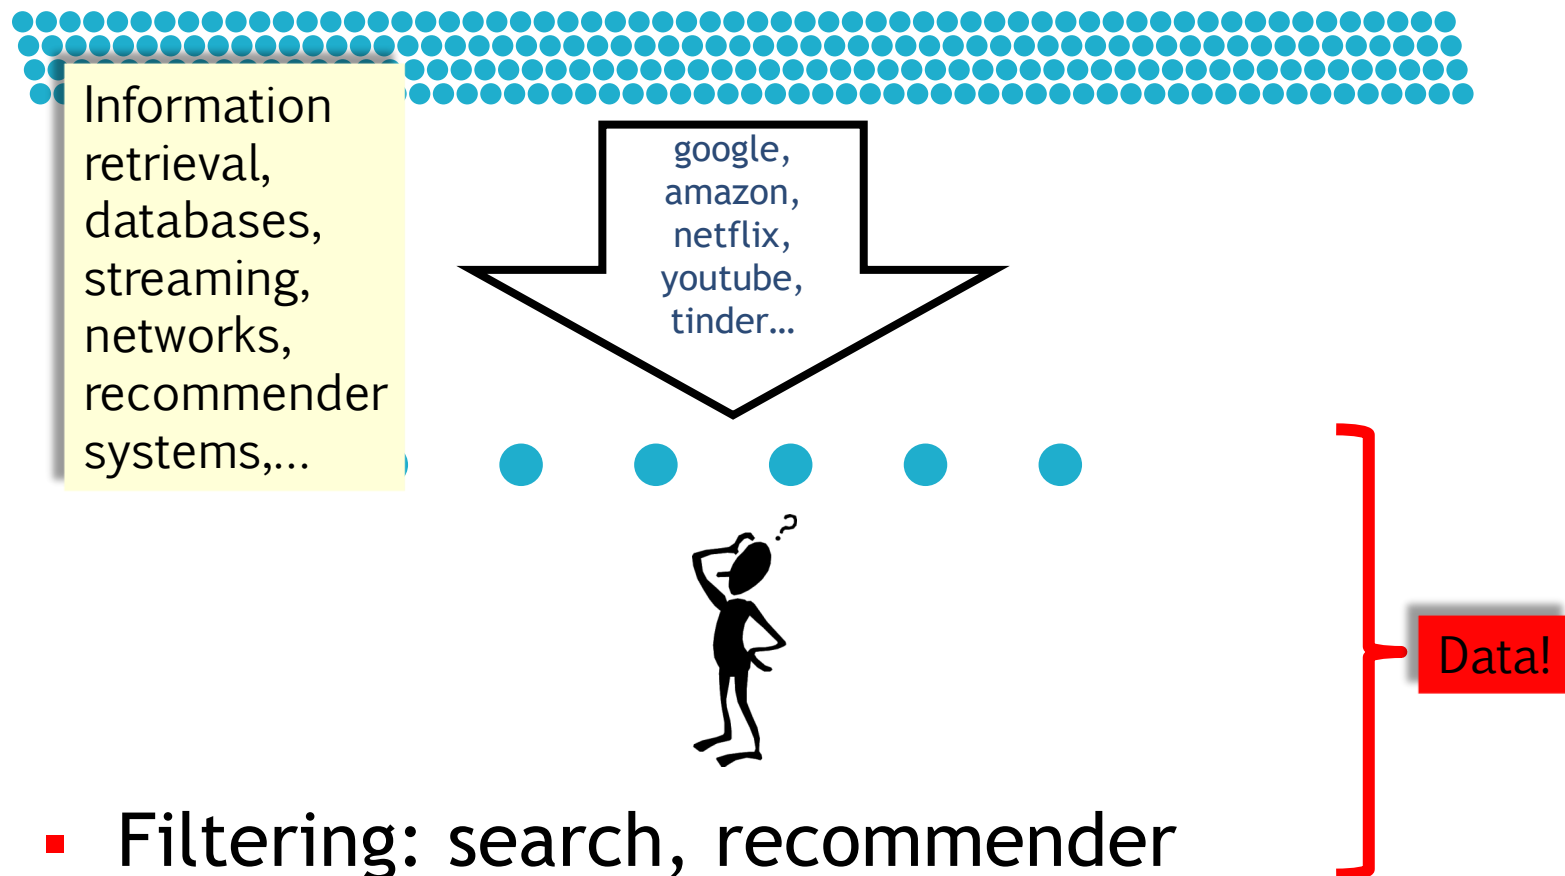 Information
retrieval,
databases,
streaming,
networks,
recommender
systems,...
google,
amazon,
netflix,
youtube,
tinder…
?
Data!
Filtering: search, recommender